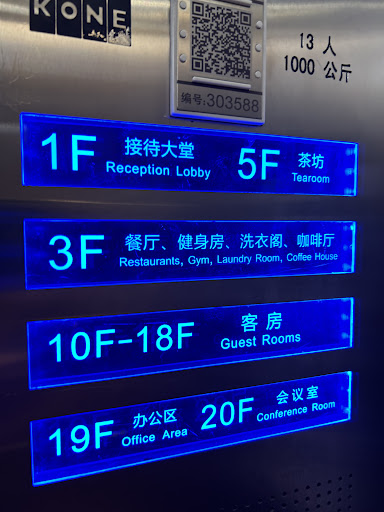 KONE
13 人
1000 公斤
编号:303588
1F 接待大堂 Reception Lobby 5F 茶坊 Tearoom
3F 餐厅、健身房、洗衣阁、咖啡厅
Restaurants, Gym, Laundry Room, Coffee House
10F-18F 客房
Guest Rooms
19F 办公区 Office Area 20F 会议室 Conference Room